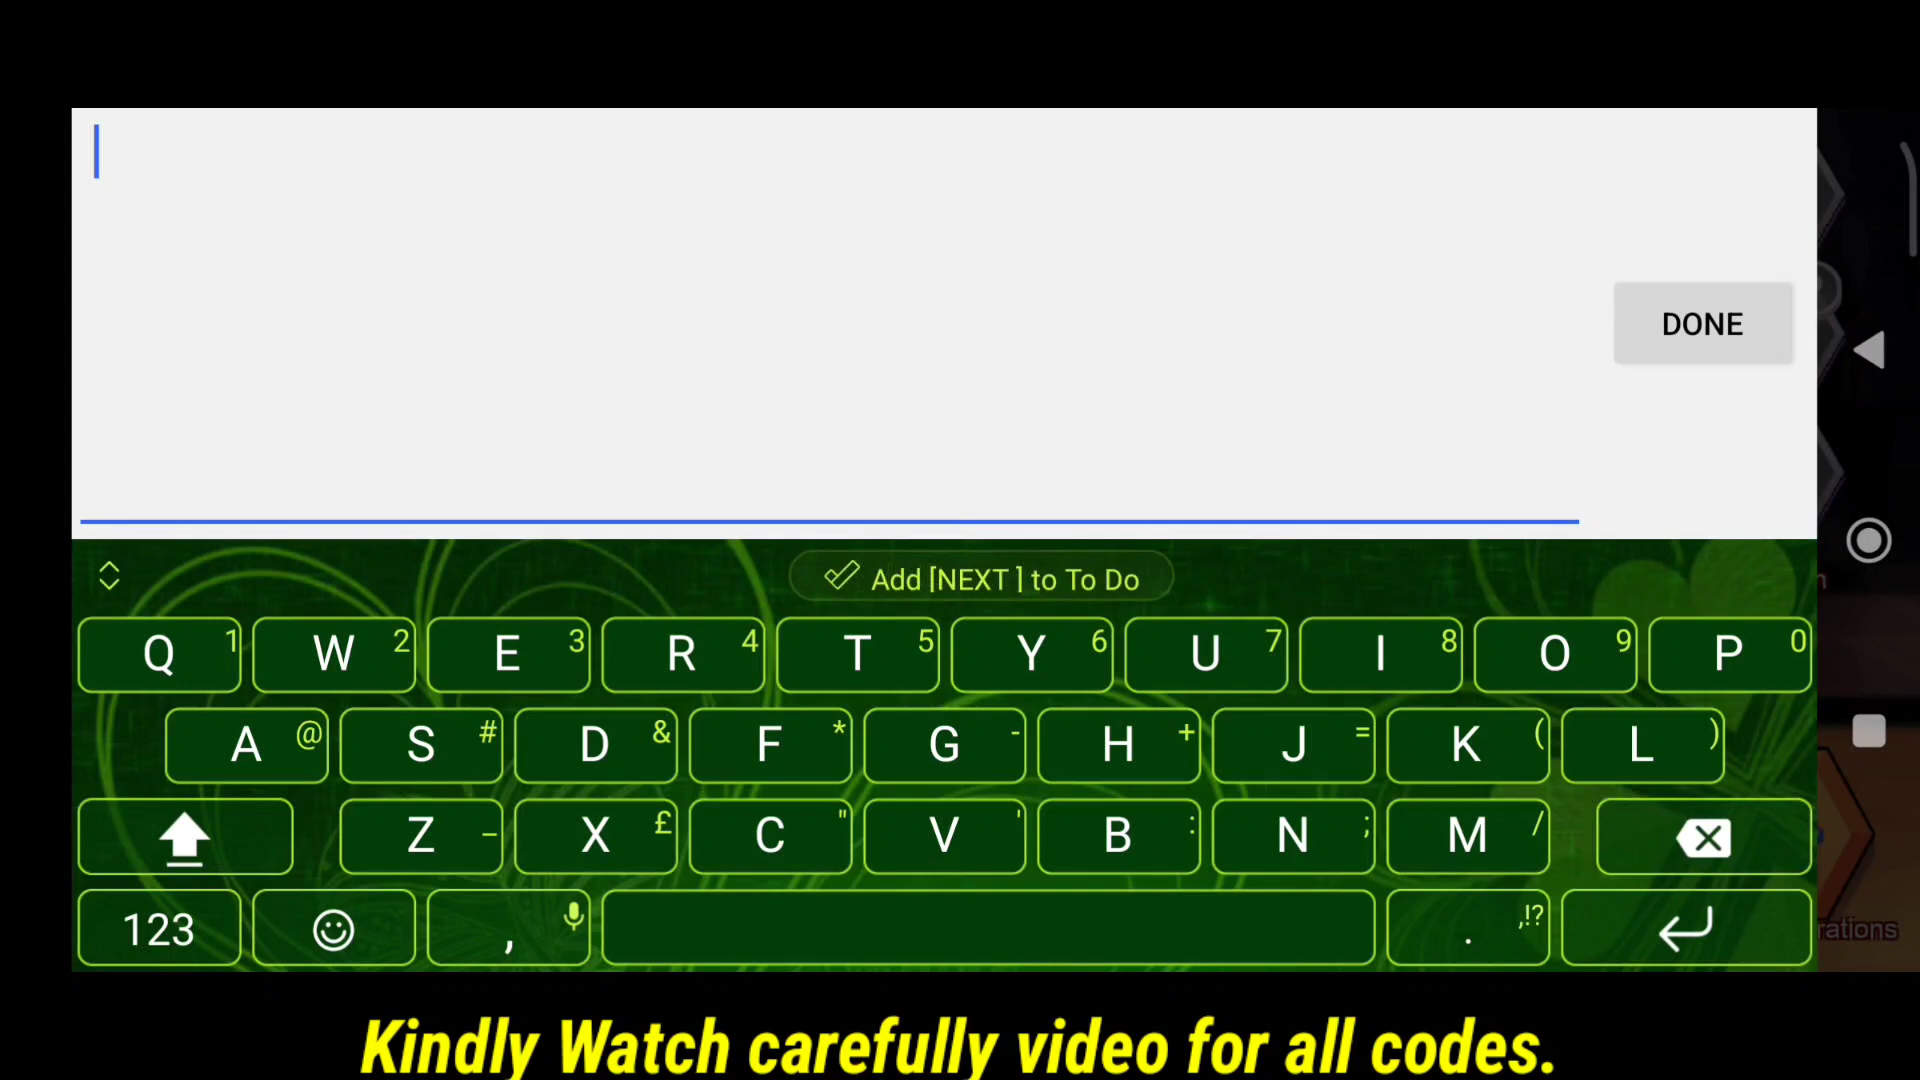 DONE
Add [NEXT ] to To Do
Q 1 W 2 E 3 R 4 T 5 Y 6 U 7 I 8 O 9 P 0
A @ S # D & F * G - H + J = K ( L )
Z _ X £ C " V ' B : N ; M /
123 , . ,!?
rations
Kindly Watch carefully video for all codes.